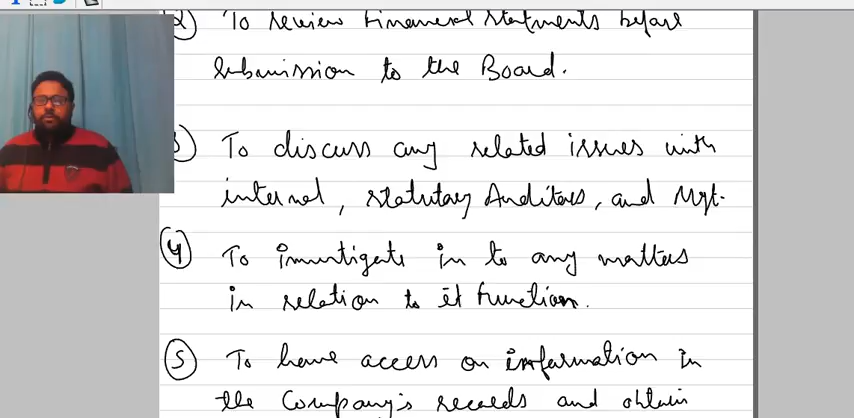 2) To review Financial statments before
submission to the Board.
3) To discuss any related issues with
internal, statutary Auditors, and Mgt.
4 To investigate in to any matters
in relation to it function.
5 To have access on information in
the Company's records and obtain